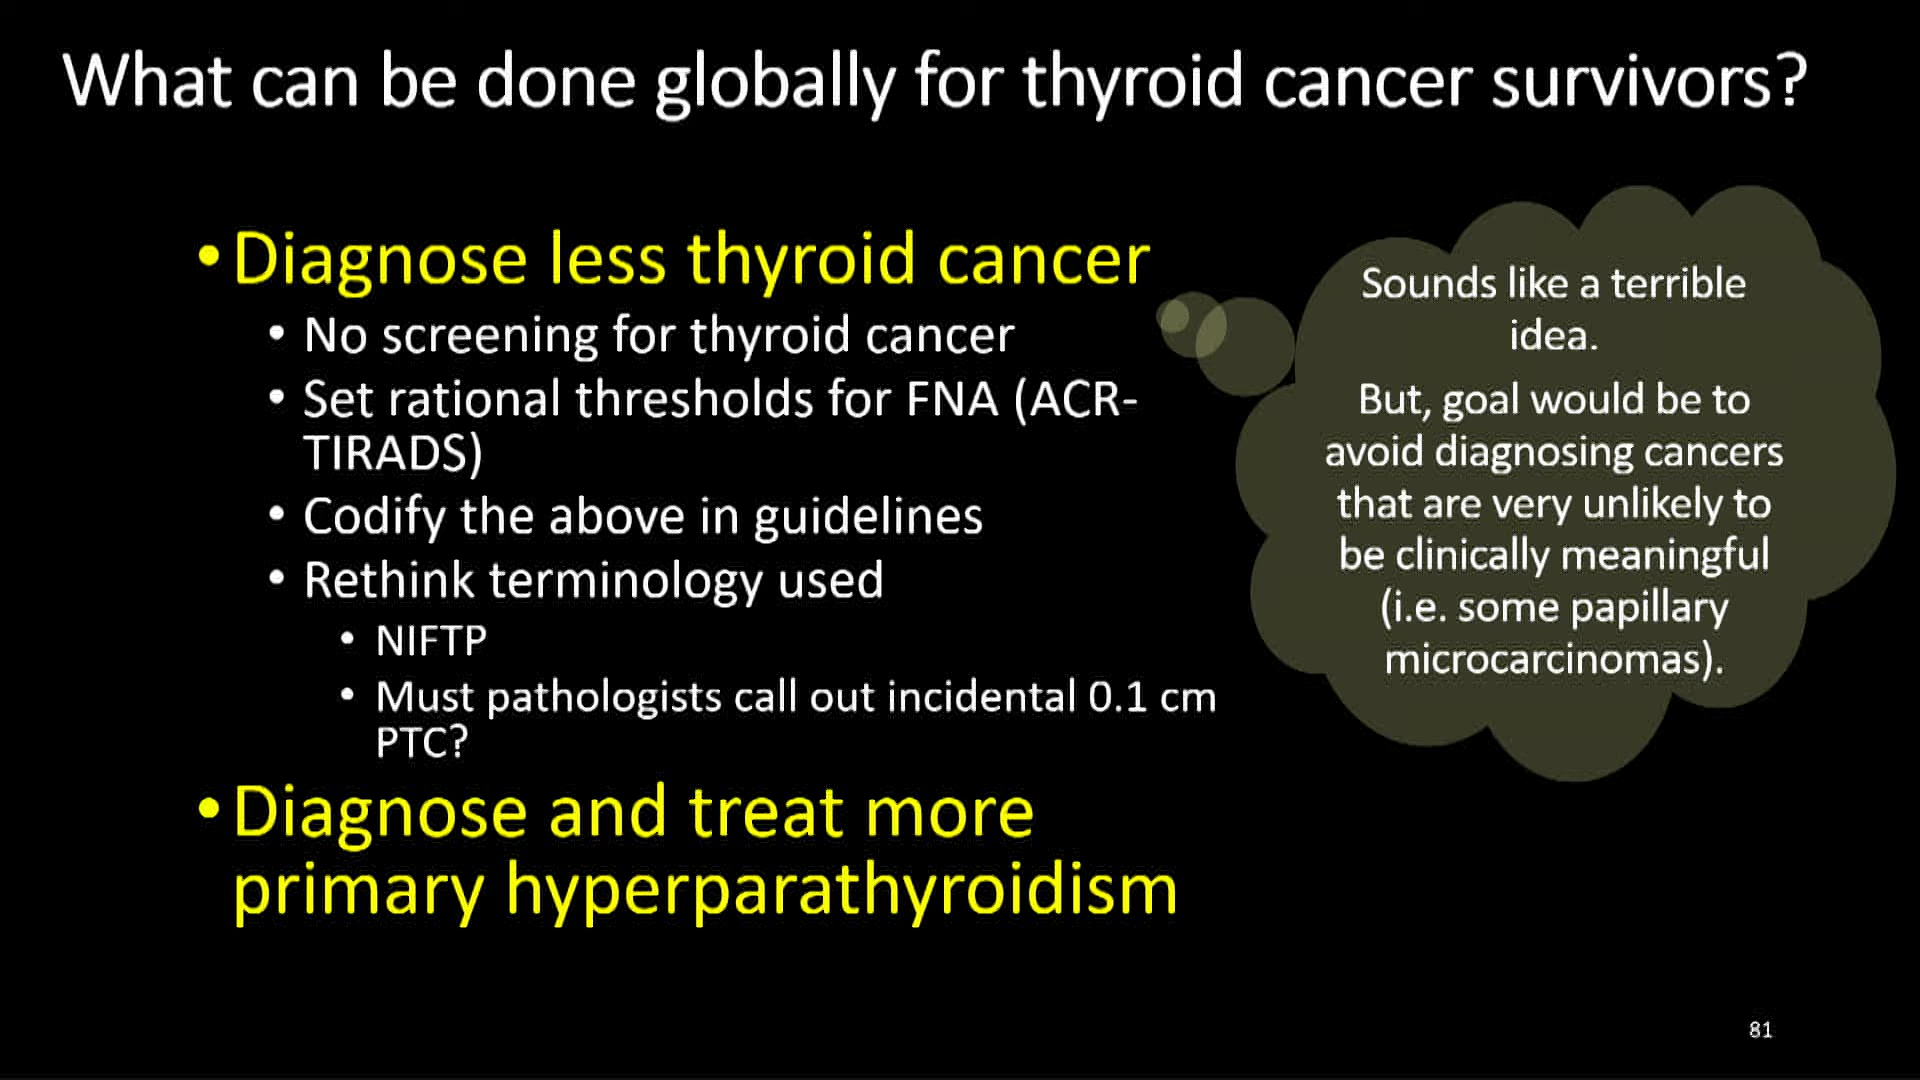 What can be done globally for thyroid cancer survivors?
• Diagnose less thyroid cancer
• No screening for thyroid cancer
• Set rational thresholds for FNA (ACR-
TIRADS)
• Codify the above in guidelines
• Rethink terminology used
• NIFTP
• Must pathologists call out incidental 0.1 cm
PTC?
• Diagnose and treat more
primary hyperparathyroidism
Sounds like a terrible
idea.
But, goal would be to
avoid diagnosing cancers
that are very unlikely to
be clinically meaningful
(i.e. some papillary
microcarcinomas).
81